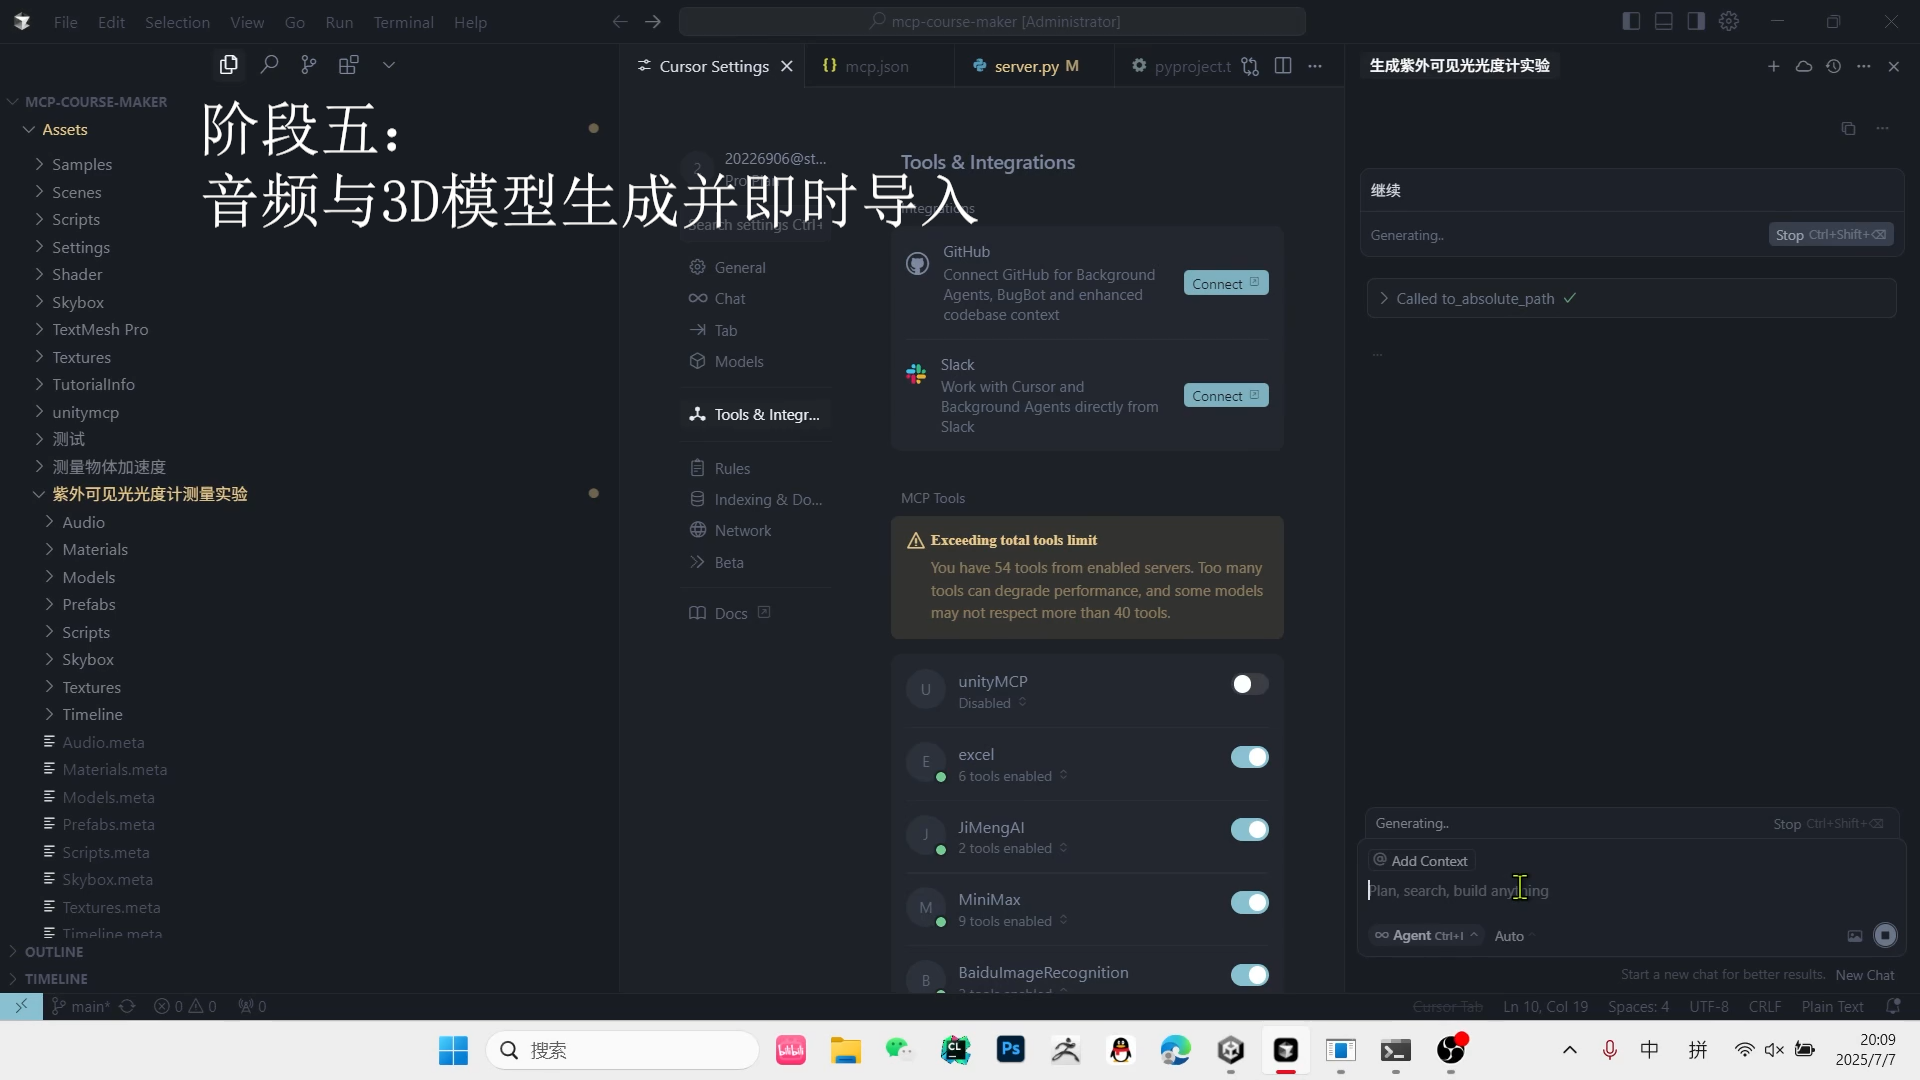 File Edit Selection View Go Run Terminal Help
mcp-course-maker [Administrator]
Cursor Settings
mcp.json
server.py M
pyproject.t
生成紫外可见光光度计实验
MCP-COURSE-MAKER
Assets
Samples
Scenes
Scripts
Settings
Shader
Skybox
TextMesh Pro
Textures
TutorialInfo
unitymcp
测试
测量物体加速度
紫外可见光光度计测量实验
Audio
Materials
Models
Prefabs
Scripts
Skybox
Textures
Timeline
Audio.meta
Materials.meta
Models.meta
Prefabs.meta
Scripts.meta
Skybox.meta
Textures.meta
Timeline.meta
OUTLINE
TIMELINE
阶段五：
音频与3D模型生成并即时导入
2
20226906@st...
Search settings Ctrl+
General
Chat
Tab
Models
Tools & Integr...
Rules
Indexing & Do...
Network
Beta
Docs
Tools & Integrations
Integrations
GitHub
Connect GitHub for Background
Agents, BugBot and enhanced
codebase context
Connect
Slack
Work with Cursor and
Background Agents directly from
Slack
Connect
MCP Tools
Exceeding total tools limit
You have 54 tools from enabled servers. Too many
tools can degrade performance, and some models
may not respect more than 40 tools.
U
unityMCP
Disabled
E
excel
6 tools enabled
J
JiMengAI
2 tools enabled
M
MiniMax
9 tools enabled
B
BaiduImageRecognition
继续
Generating..
Stop Ctrl+Shift+⌫
Called to_absolute_path
...
Generating..
Stop Ctrl+Shift+⌫
@ Add Context
Plan, search, build anything
Agent Ctrl+I
Auto
Start a new chat for better results. New Chat
main*
0
0
0
Cursor Tab
Ln 10, Col 19
Spaces: 4
UTF-8
CRLF
Plain Text
搜索
bilibili
CL
Ps
中
拼
20:09
2025/7/7